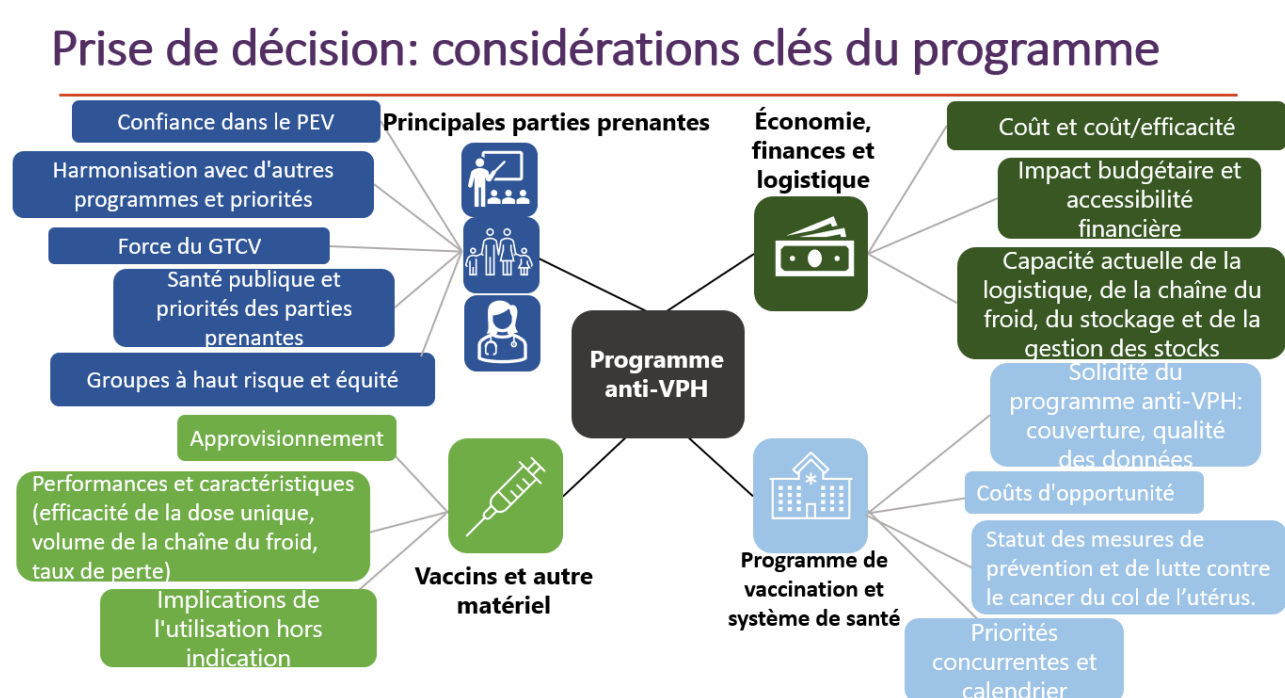 Prise de décision: considérations clés du programme
Confiance dans le PEV
Harmonisation avec d'autres
programmes et priorités
Force du GTCV
Santé publique et
priorités des parties
prenantes
Groupes à haut risque et équité
Principales parties prenantes
Économie,
finances et
logistique
Coût et coût/efficacité
Impact budgétaire et
accessibilité
financière
Capacité actuelle de la
logistique, de la chaîne du
froid, du stockage et de la
gestion des stocks
Programme
anti-VPH
Approvisionnement
Performances et caractéristiques
(efficacité de la dose unique,
volume de la chaîne du froid,
taux de perte)
Implications de
l'utilisation hors
indication
Vaccins et autre
matériel
Programme de
vaccination et
système de santé
Solidité du
programme anti-VPH:
couverture, qualité
des données
Coûts d'opportunité
Statut des mesures de
prévention et de lutte contre
le cancer du col de l’utérus.
Priorités
concurrentes et
calendrier